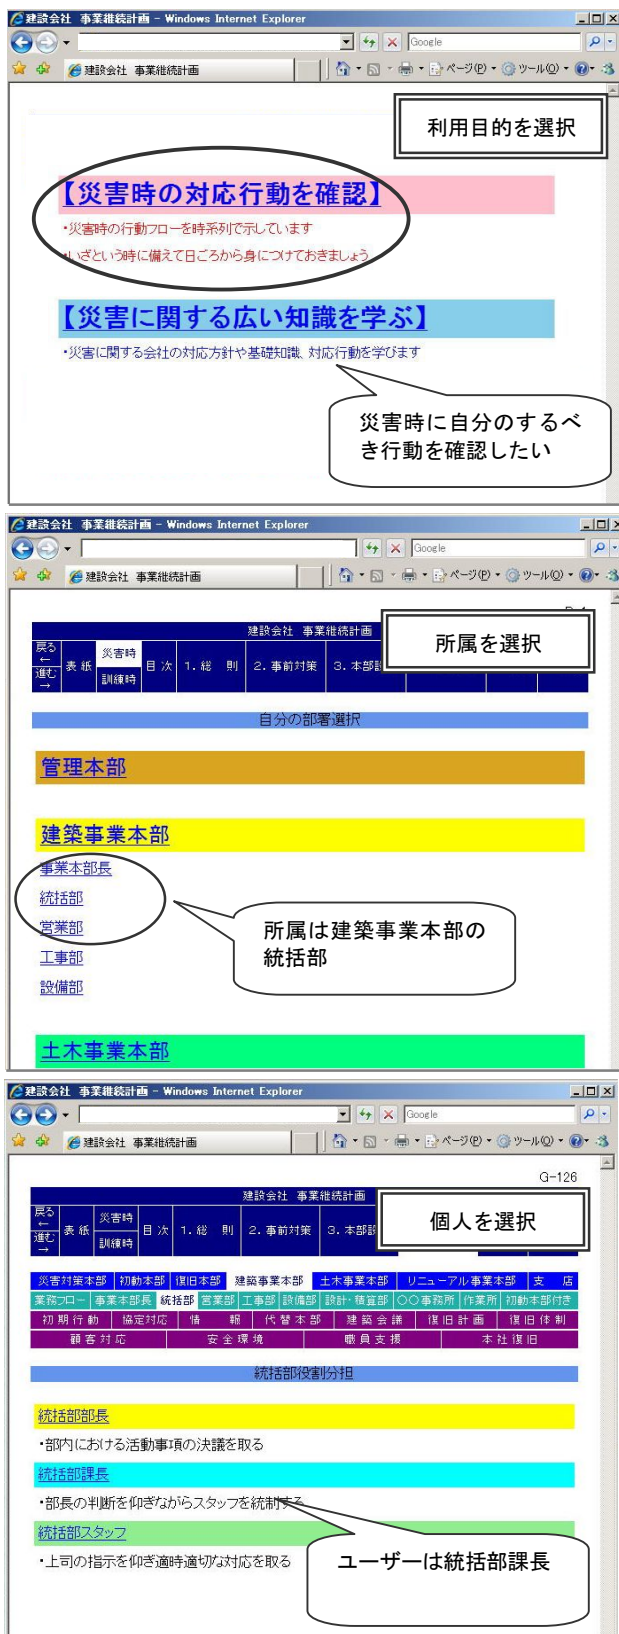 建設会社 事業継続計画 - Windows Internet Explorer
Google
建設会社 事業継続計画
ページ(P)
ツール(O)
利用目的を選択
【災害時の対応行動を確認】
・災害時の行動フローを時系列で示しています
・いざという時に備えて日ごろから身につけておきましょう
【災害に関する広い知識を学ぶ】
・災害に関する会社の対応方針や基礎知識、対応行動を学びます
災害時に自分のするべ
き行動を確認したい
建設会社 事業継続計画 - Windows Internet Explorer
Google
建設会社 事業継続計画
ページ(P)
ツール(O)
所属を選択
建設会社 事業継続計画
戻る
←
進む
→
表紙
災害時
訓練時
目次
1. 総 則
2. 事前対策
3. 本部設
自分の部署選択
管理本部
建築事業本部
事業本部長
統括部
営業部
工事部
設備部
所属は建築事業本部の
統括部
土木事業本部
建設会社 事業継続計画 - Windows Internet Explorer
Google
建設会社 事業継続計画
ページ(P)
ツール(O)
G-126
個人を選択
建設会社 事業継続計画
戻る
←
進む
→
表紙
災害時
訓練時
目次
1. 総 則
2. 事前対策
3. 本部設
災害対策本部 初動本部 復旧本部 建築事業本部 土木事業本部 リニューアル事業本部 支 店
業務フロー 事業本部長 統括部 営業部 工事部 設備部 設計・積算部 〇〇事務所 作業所 初動本部付き
初期行動 協定対応 情 報 代替本部 建築会議 復旧計画 復旧体制
顧客対応 安全環境 職員支援 本社復旧
統括部役割分担
統括部部長
・部内における活動事項の決議を取る
統括部課長
・部長の判断を仰ぎながらスタッフを統制する
統括部スタッフ
・上司の指示を仰ぎ適時適切な対応を取る
ユーザーは統括部課長